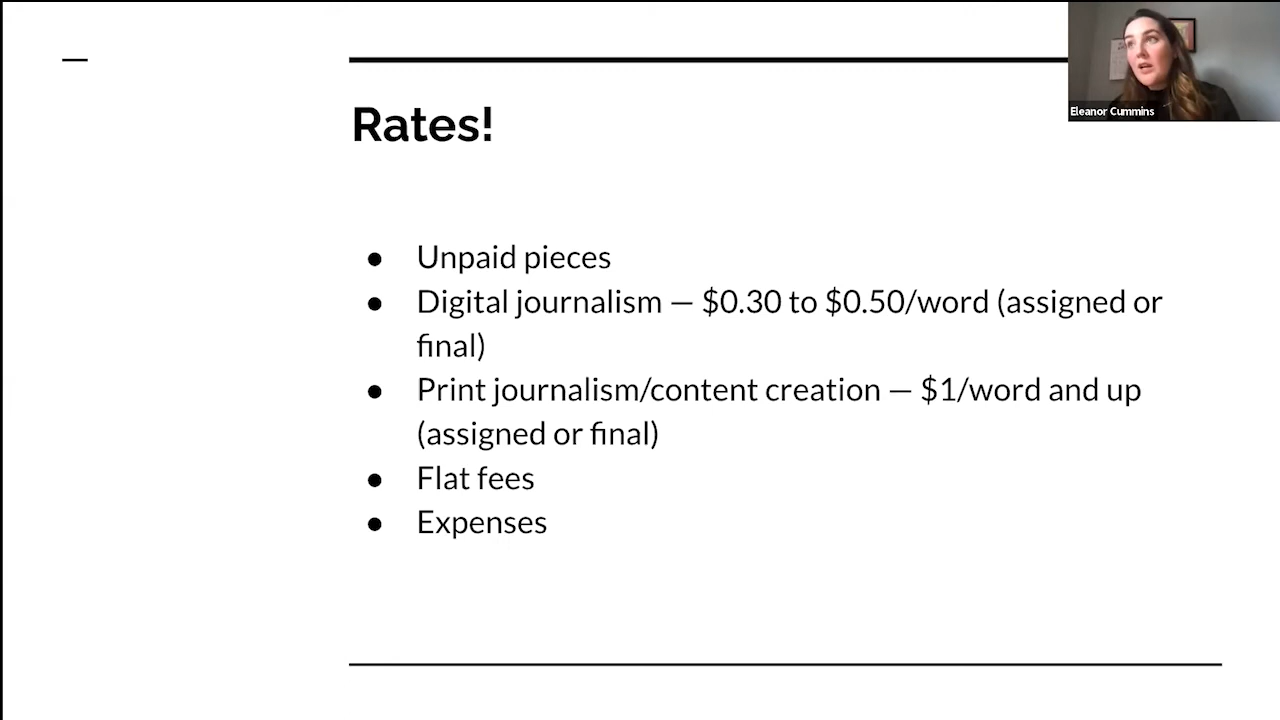 Rates!
Eleanor Cummins
● Unpaid pieces
● Digital journalism — $0.30 to $0.50/word (assigned or
final)
● Print journalism/content creation — $1/word and up
(assigned or final)
● Flat fees
● Expenses